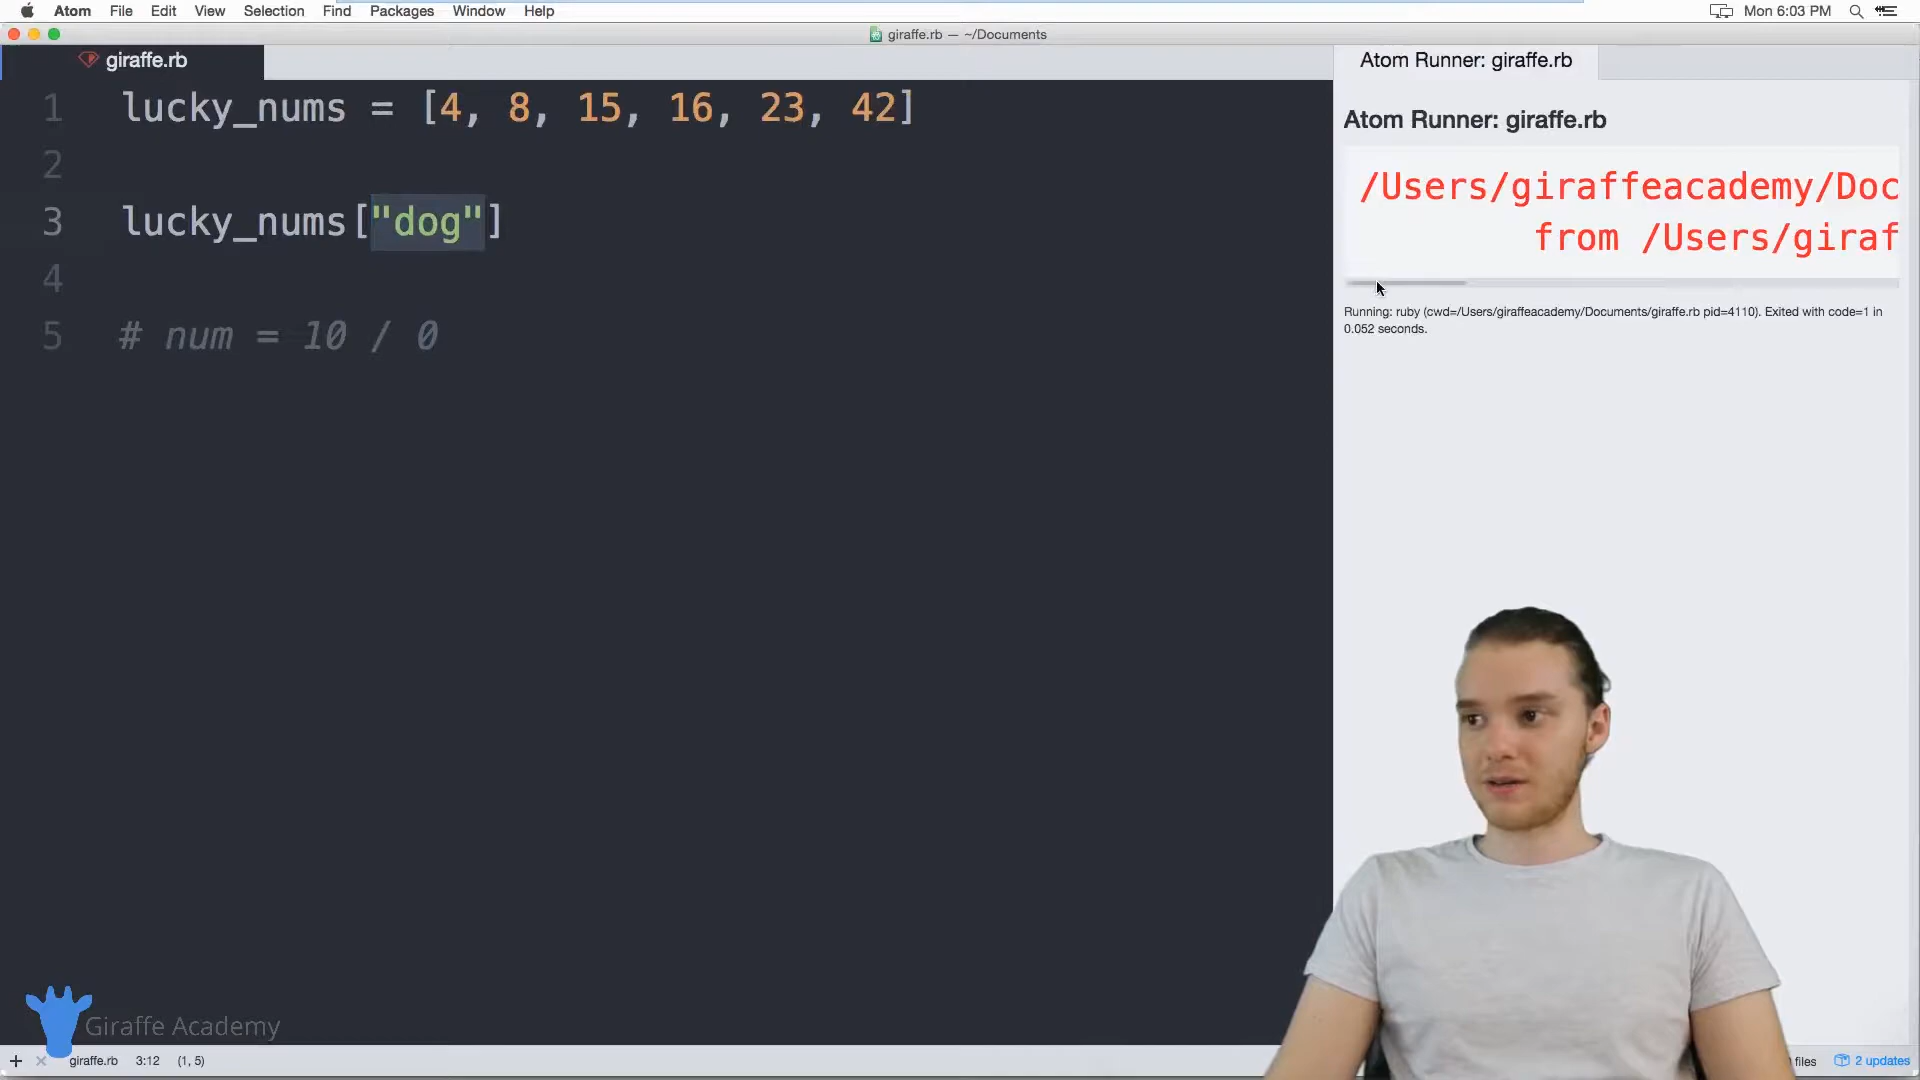 Atom File Edit View Selection Find Packages Window Help Mon 6:03 PM
giraffe.rb — ~/Documents
giraffe.rb
Atom Runner: giraffe.rb
1 lucky_nums = [4, 8, 15, 16, 23, 42]
2
3 lucky_nums["dog"]
4
5 # num = 10 / 0
Atom Runner: giraffe.rb
/Users/giraffeacademy/Doc
from /Users/giraf
Running: ruby (cwd=/Users/giraffeacademy/Documents/giraffe.rb pid=4110). Exited with code=1 in
0.052 seconds.
Giraffe Academy
giraffe.rb 3:12 (1, 5) files 2 updates